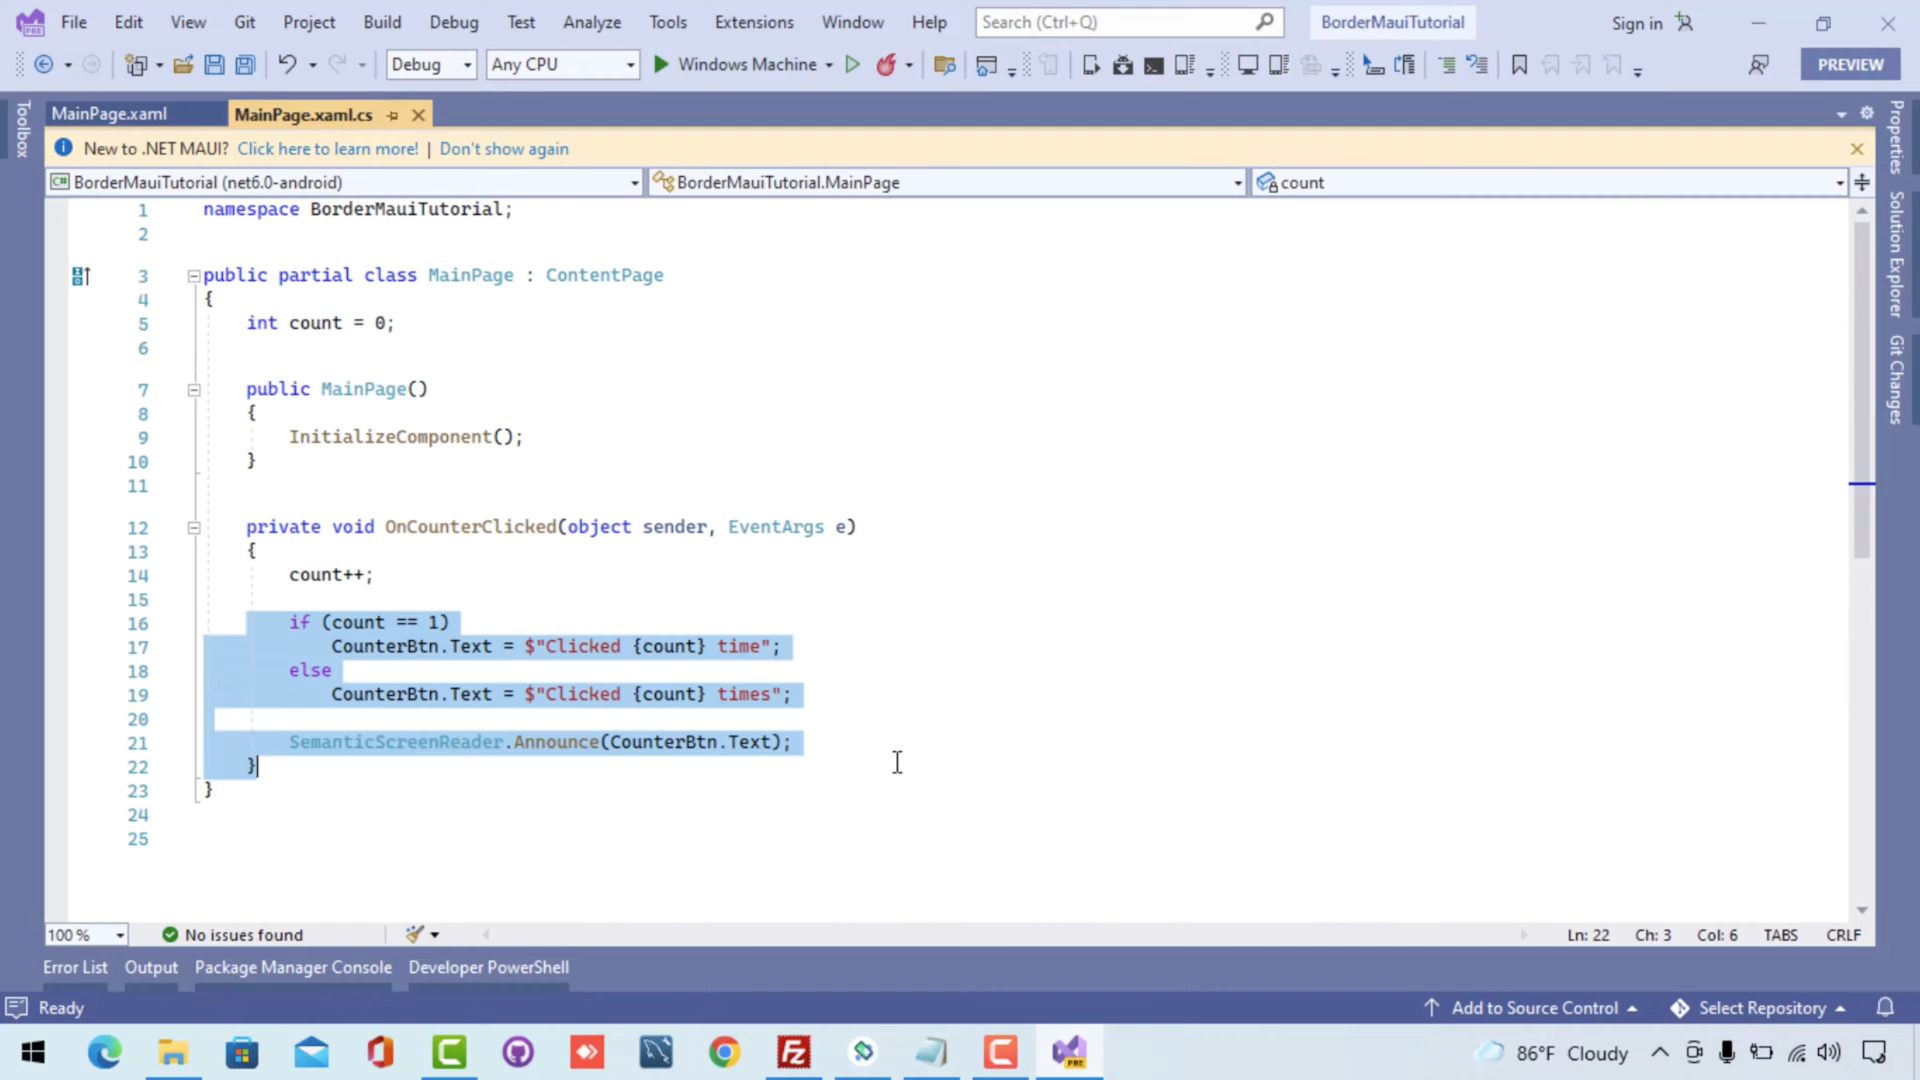 File Edit View Git Project Build Debug Test Analyze Tools Extensions Window Help Search (Ctrl+Q) BorderMauiTutorial Sign in
Debug Any CPU Windows Machine PREVIEW
MainPage.xaml MainPage.xaml.cs
Toolbox
New to .NET MAUI? Click here to learn more! | Don't show again
BorderMauiTutorial (net6.0-android) BorderMauiTutorial.MainPage count
Properties
Solution Explorer
Git Changes
1 namespace BorderMauiTutorial;
2
3 public partial class MainPage : ContentPage
4 {
5 int count = 0;
6
7 public MainPage()
8 {
9 InitializeComponent();
10 }
11
12 private void OnCounterClicked(object sender, EventArgs e)
13 {
14 count++;
15
16 if (count == 1)
17 CounterBtn.Text = $"Clicked {count} time";
18 else
19 CounterBtn.Text = $"Clicked {count} times";
20
21 SemanticScreenReader.Announce(CounterBtn.Text);
22 }
23 }
24
25
100 % No issues found Ln: 22 Ch: 3 Col: 6 TABS CRLF
Error List Output Package Manager Console Developer PowerShell
Ready Add to Source Control Select Repository
86°F Cloudy